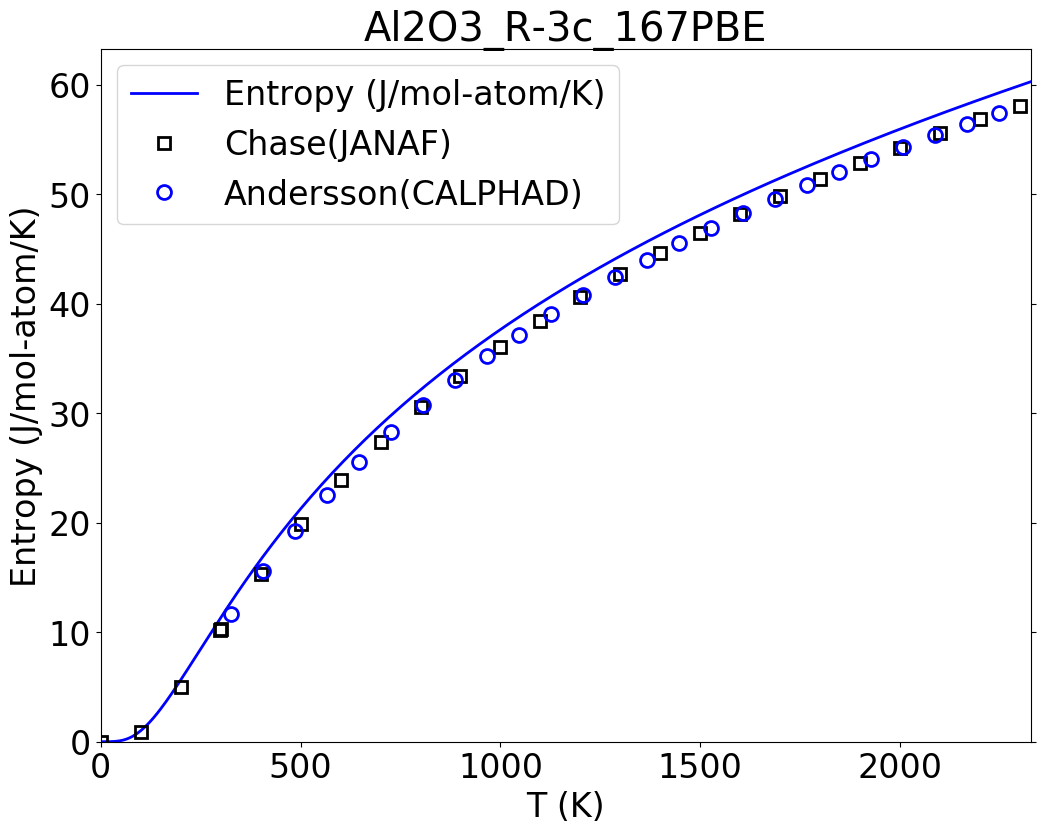 Al2O3_R-3c_167PBE
Entropy (J/mol-atom/K)
Chase(JANAF)
Andersson(CALPHAD)
Entropy (J/mol-atom/K)
60
50
40
30
20
10
0
0 500 1000 1500 2000
T (K)